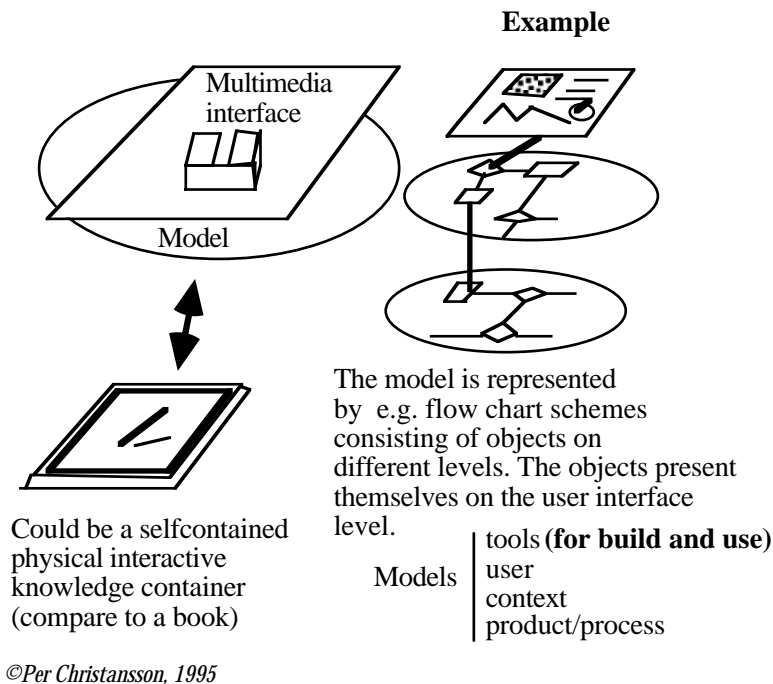 Example
Multimedia
interface
Model
The model is represented
by e.g. flow chart schemes
consisting of objects on
different levels. The objects present
themselves on the user interface
level.
Could be a selfcontained
physical interactive
knowledge container
(compare to a book)
Models
tools (for build and use)
user
context
product/process
©Per Christansson, 1995